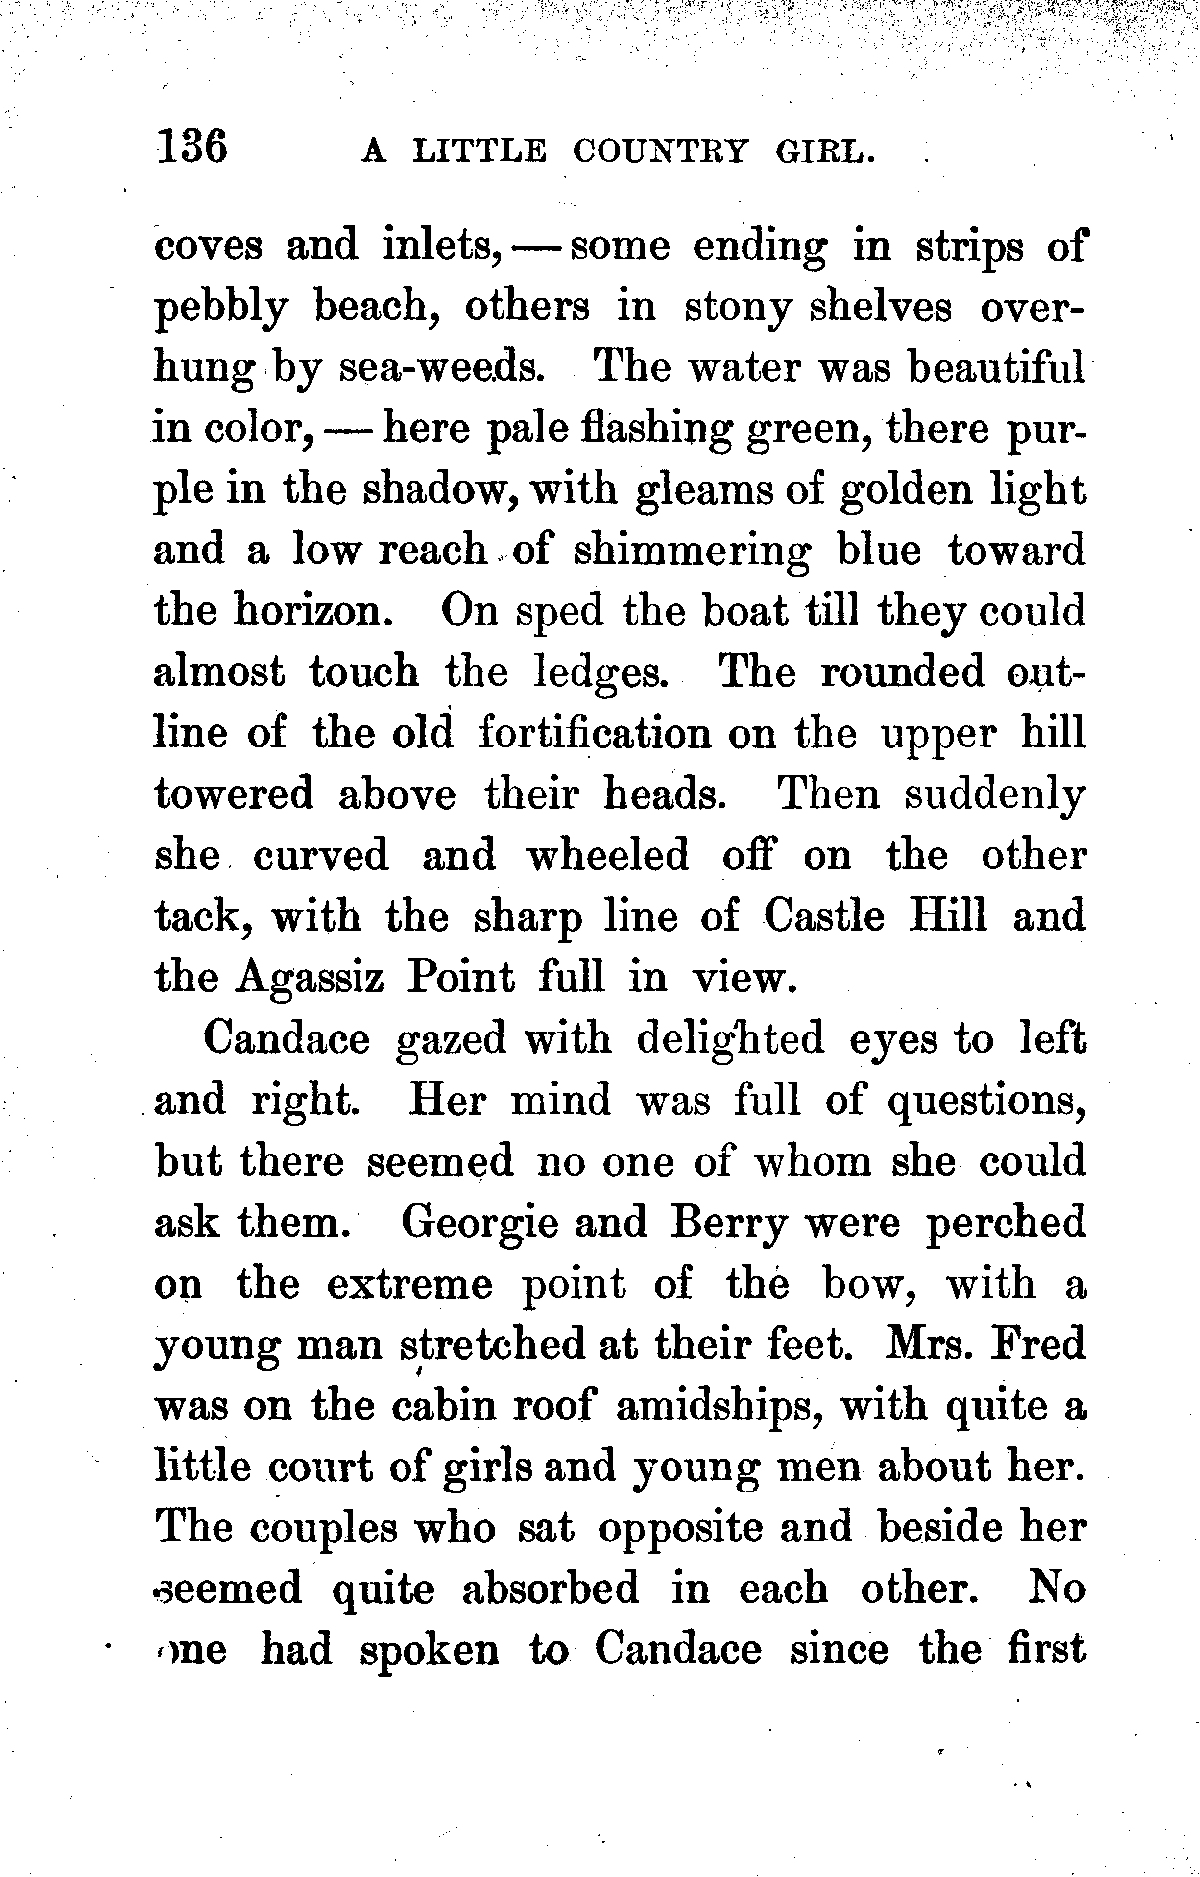 136 A LITTLE COUNTRY GIRL.
coves and inlets, — some ending in strips of
pebbly beach, others in stony shelves over-
hung by sea-weeds. The water was beautiful
in color, — here pale flashing green, there pur-
ple in the shadow, with gleams of golden light
and a low reach of shimmering blue toward
the horizon. On sped the boat till they could
almost touch the ledges. The rounded out-
line of the old fortification on the upper hill
towered above their heads. Then suddenly
she curved and wheeled off on the other
tack, with the sharp line of Castle Hill and
the Agassiz Point full in view.
Candace gazed with delighted eyes to left
and right. Her mind was full of questions,
but there seemed no one of whom she could
ask them. Georgie and Berry were perched
on the extreme point of the bow, with a
young man stretched at their feet. Mrs. Fred
was on the cabin roof amidships, with quite a
little court of girls and young men about her.
The couples who sat opposite and beside her
seemed quite absorbed in each other. No
one had spoken to Candace since the first